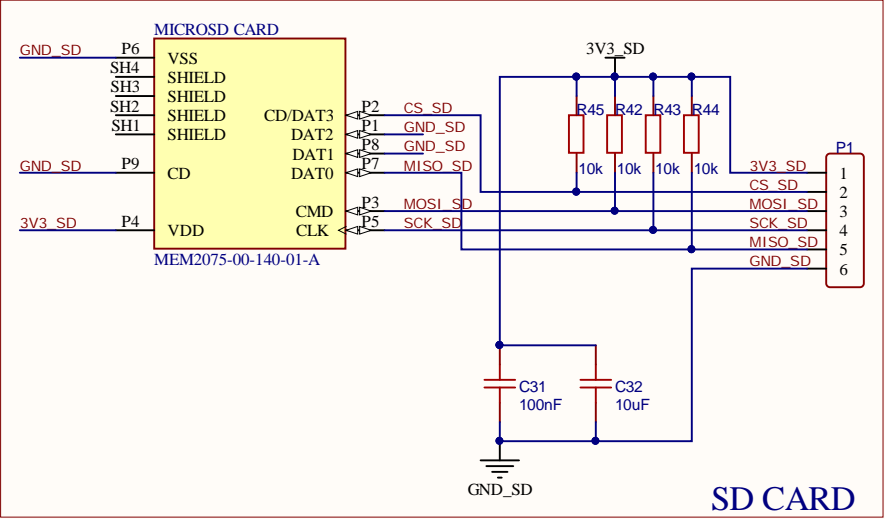 MICROSD CARD
GND_SD P6 VSS
SH4 SHIELD
SH3 SHIELD
SH2 SHIELD
SH1 SHIELD
GND_SD P9 CD
3V3_SD P4 VDD
CD/DAT3 P2 CS_SD
DAT2 P1 GND_SD
DAT1 P8 GND_SD
DAT0 P7 MISO_SD
CMD P3 MOSI_SD
CLK P5 SCK_SD
MEM2075-00-140-01-A
3V3_SD
R45 R42 R43 R44
10k 10k 10k 10k
P1
3V3_SD 1
CS_SD 2
MOSI_SD 3
SCK_SD 4
MISO_SD 5
GND_SD 6
C31 C32
100nF 10uF
GND_SD
SD CARD